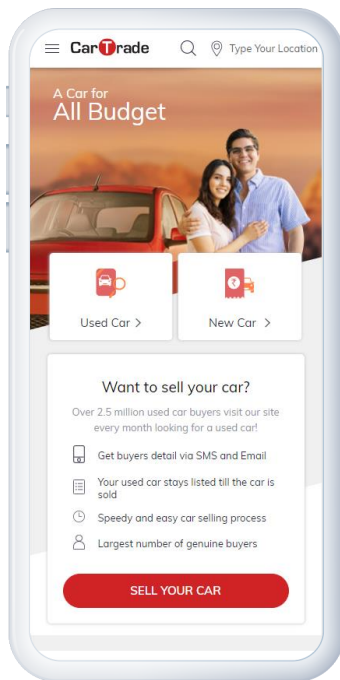 CarTrade
Type Your Location
A Car for
All Budget
Used Car >
New Car >
Want to sell your car?
Over 2.5 million used car buyers visit our site
every month looking for a used car!
Get buyers detail via SMS and Email
Your used car stays listed till the car is
sold
Speedy and easy car selling process
Largest number of genuine buyers
SELL YOUR CAR